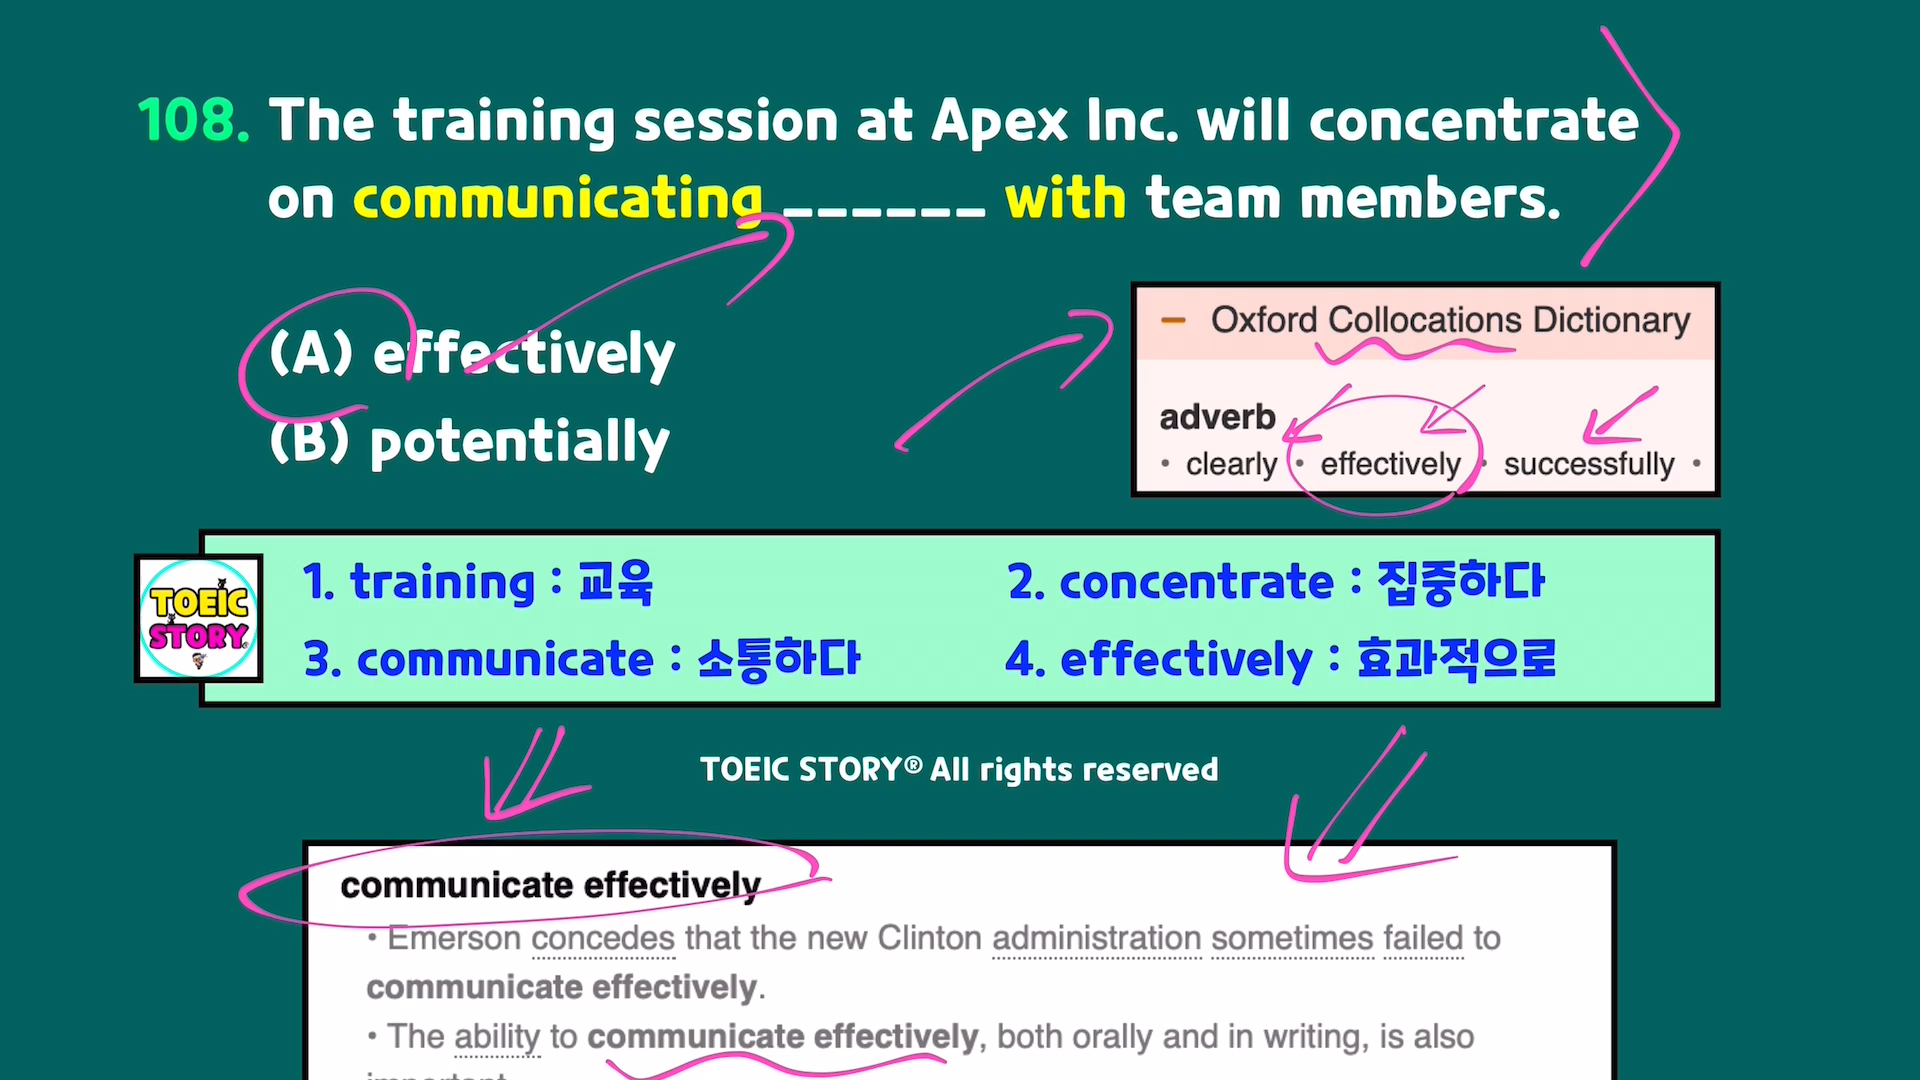 108. The training session at Apex Inc. will concentrate
on communicating ______ with team members.
(A) effectively
(B) potentially
– Oxford Collocations Dictionary
adverb
• clearly • effectively • successfully •
TOEIC
STORY
1. training : 교육
2. concentrate : 집중하다
3. communicate : 소통하다
4. effectively : 효과적으로
TOEIC STORY® All rights reserved
communicate effectively
• Emerson concedes that the new Clinton administration sometimes failed to
communicate effectively.
• The ability to communicate effectively, both orally and in writing, is also
important